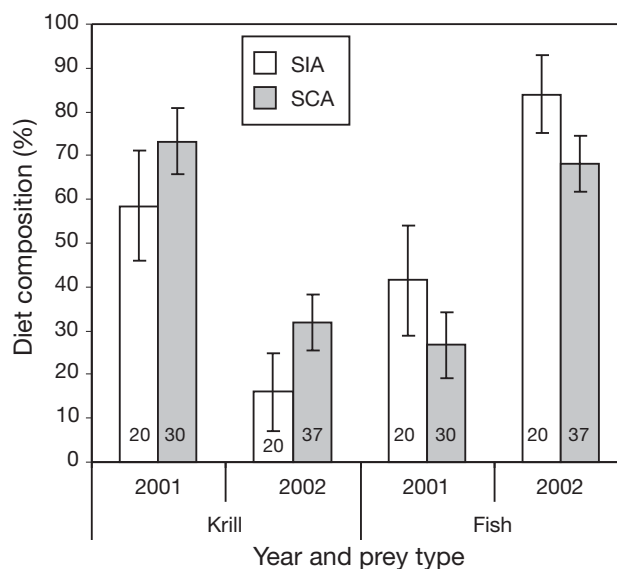 100
90
80
70
60
50
40
30
20
10
0
Diet composition (%)
SIA
SCA
20 30 20 37 20 30 20 37
2001 2002 2001 2002
Krill Fish
Year and prey type